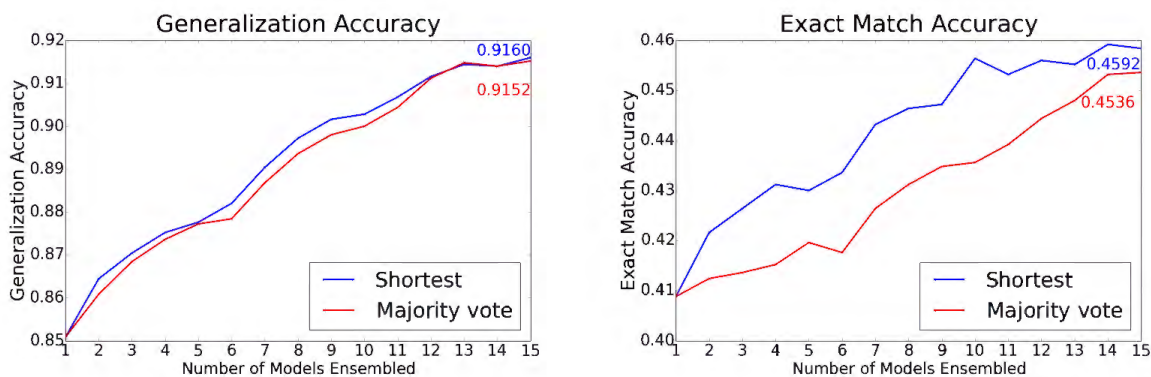 Generalization Accuracy
0.92
0.91
0.90
0.89
0.88
0.87
0.86
0.85
Generalization Accuracy
0.9160
0.9152
Shortest
Majority vote
1 2 3 4 5 6 7 8 9 10 11 12 13 14 15
Number of Models Ensembled
Exact Match Accuracy
0.46
0.45
0.44
0.43
0.42
0.41
0.40
Exact Match Accuracy
0.4592
0.4536
Shortest
Majority vote
1 2 3 4 5 6 7 8 9 10 11 12 13 14 15
Number of Models Ensembled